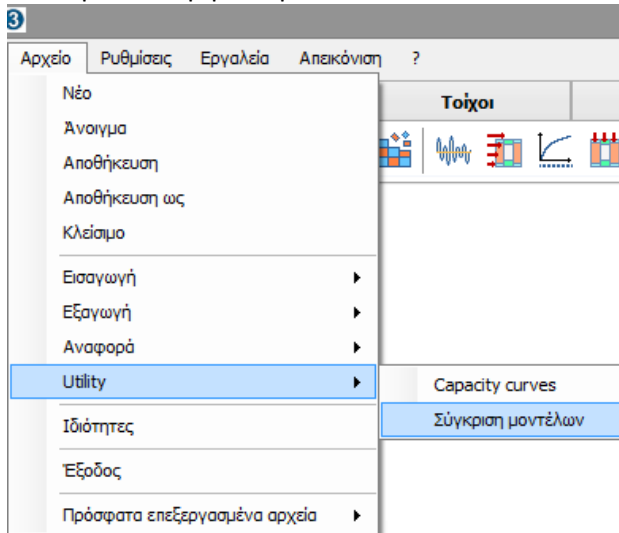 3
Αρχείο Ρυθμίσεις Εργαλεία Απεικόνιση ?
Νέο
Τοίχοι
Άνοιγμα
Αποθήκευση
Αποθήκευση ως
Κλείσιμο
Εισαγωγή
Εξαγωγή
Αναφορά
Utility
Capacity curves
Σύγκριση μοντέλων
Ιδιότητες
Έξοδος
Πρόσφατα επεξεργασμένα αρχεία